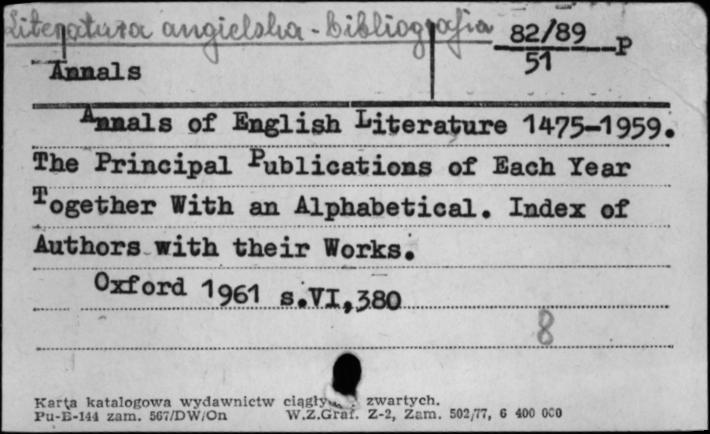 Literatura angielska - bibliografia
82/89
51
P
Annals
Annals of English Literature 1475-1959.
The Principal Publications of Each Year
Together With an Alphabetical. Index of
Authors with their Works.
Oxford 1961 s.VI,380
8
Karta katalogowa wydawnictw zwartych.
Pu-B-144 zam. 567/DW/On W.Z.Graf. Z-2, Zam. 502/77, 6 400 000